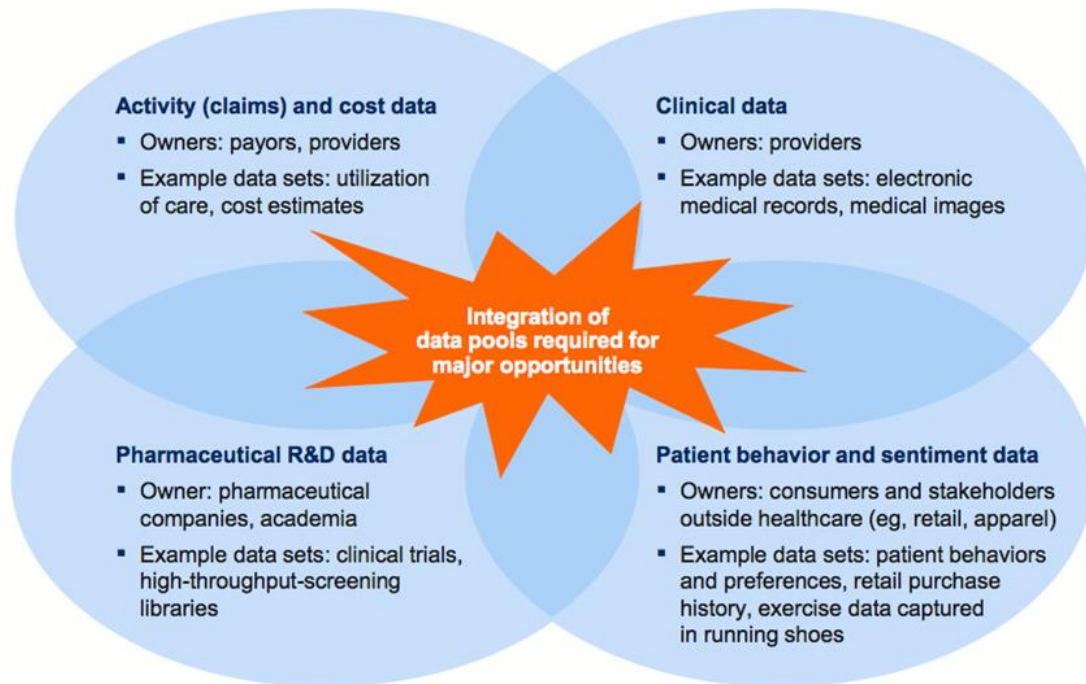 Activity (claims) and cost data
▪ Owners: payors, providers
▪ Example data sets: utilization
of care, cost estimates
Clinical data
▪ Owners: providers
▪ Example data sets: electronic
medical records, medical images
Integration of
data pools required for
major opportunities
Pharmaceutical R&D data
▪ Owner: pharmaceutical
companies, academia
▪ Example data sets: clinical trials,
high-throughput-screening
libraries
Patient behavior and sentiment data
▪ Owners: consumers and stakeholders
outside healthcare (eg, retail, apparel)
▪ Example data sets: patient behaviors
and preferences, retail purchase
history, exercise data captured
in running shoes